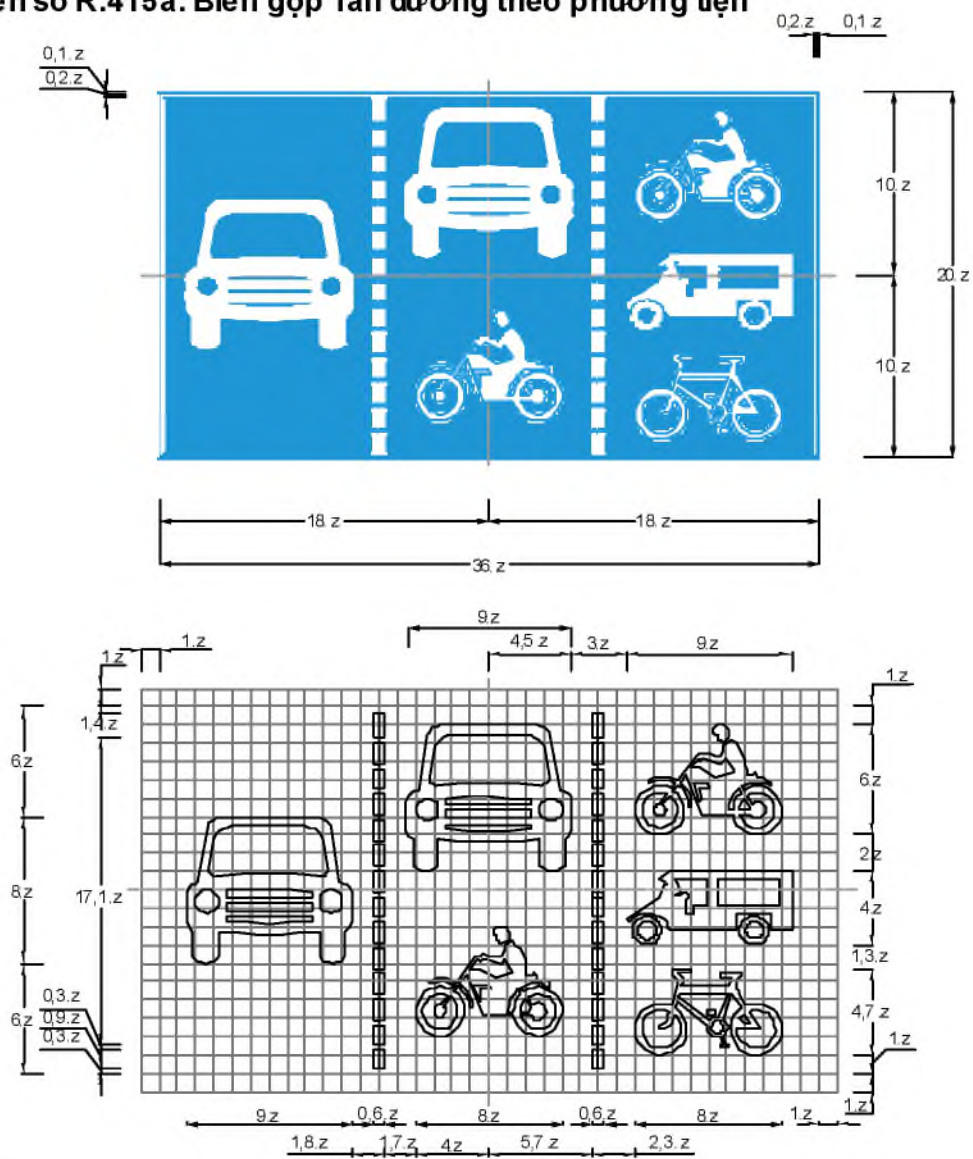 ển số R.415a. Biển gộp làn đường theo phương tiện
0,2.z 0,1.z
0,1.z
0,2.z
10.z
20.z
10.z
18.z 18.z
36.z
9.z
1.z 4,5.z 3.z 9.z
1.z 1.z
1,4.z
6.z 6.z
2.z
8.z 17,1.z 4.z
1,3.z
0,3.z 4,7.z
6.z 0,9.z
0,3.z 1.z
1.z
9.z 0,6.z 8.z 0,6.z 8.z 1.z
1,8.z 1,7.z 4.z 5,7.z 2,3.z